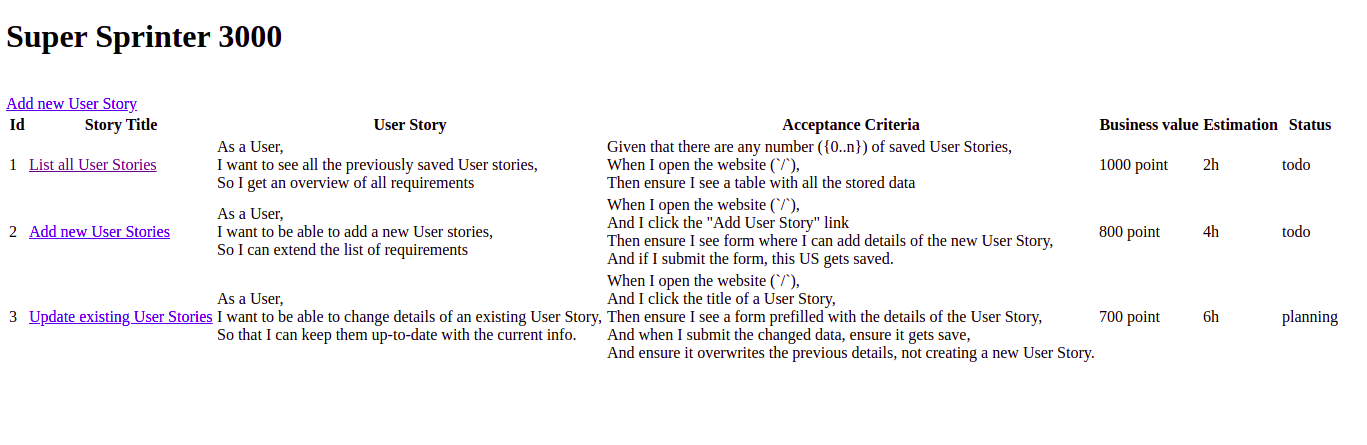 Super Sprinter 3000
Add new User Story
Id Story Title User Story Acceptance Criteria Business value Estimation Status
1 List all User Stories
As a User,
I want to see all the previously saved User stories,
So I get an overview of all requirements
Given that there are any number ({0..n}) of saved User Stories,
When I open the website (`/`),
Then ensure I see a table with all the stored data
1000 point 2h todo
2 Add new User Stories
As a User,
I want to be able to add a new User stories,
So I can extend the list of requirements
When I open the website (`/`),
And I click the "Add User Story" link
Then ensure I see form where I can add details of the new User Story,
And if I submit the form, this US gets saved.
800 point 4h todo
3 Update existing User Stories
As a User,
I want to be able to change details of an existing User Story,
So that I can keep them up-to-date with the current info.
When I open the website (`/`),
And I click the title of a User Story,
Then ensure I see a form prefilled with the details of the User Story,
And when I submit the changed data, ensure it gets save,
And ensure it overwrites the previous details, not creating a new User Story.
700 point 6h planning